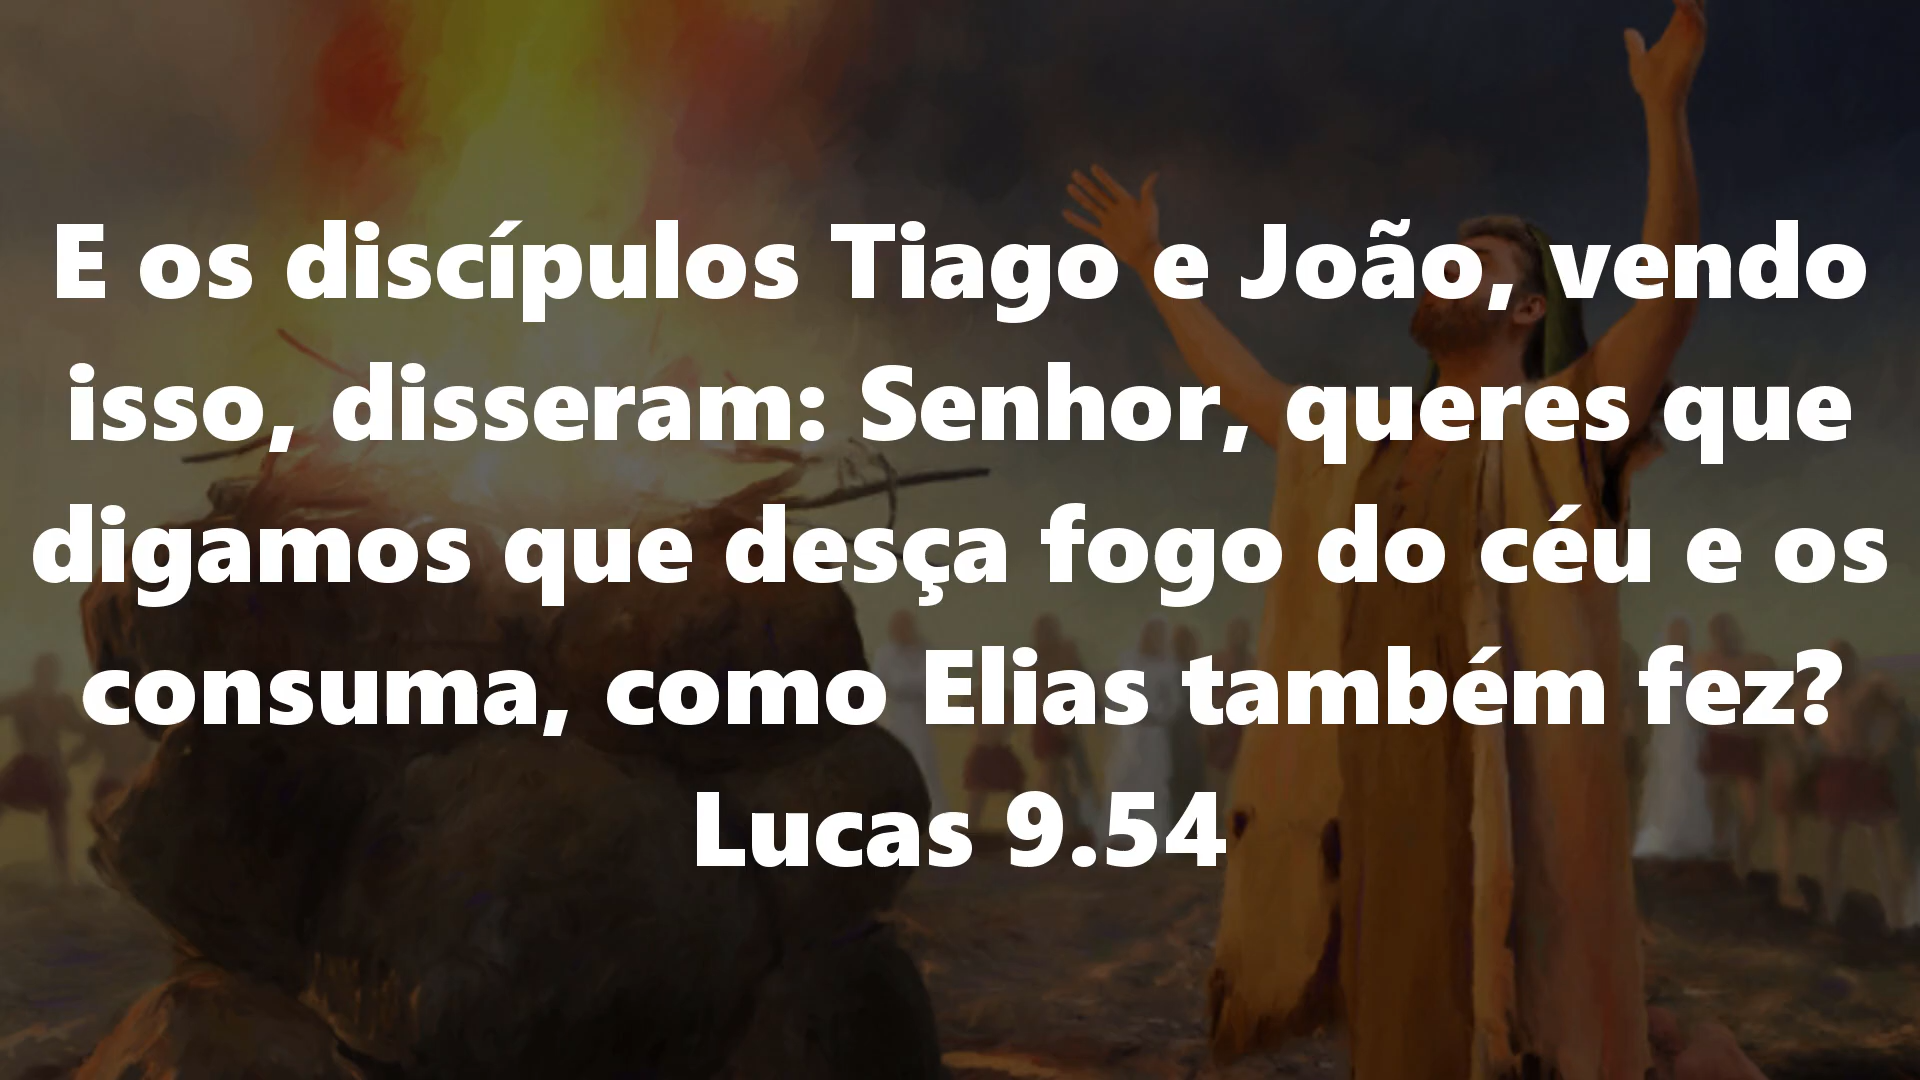 E os discípulos Tiago e João, vendo
isso, disseram: Senhor, queres que
digamos que desça fogo do céu e os
consuma, como Elias também fez?
Lucas 9.54